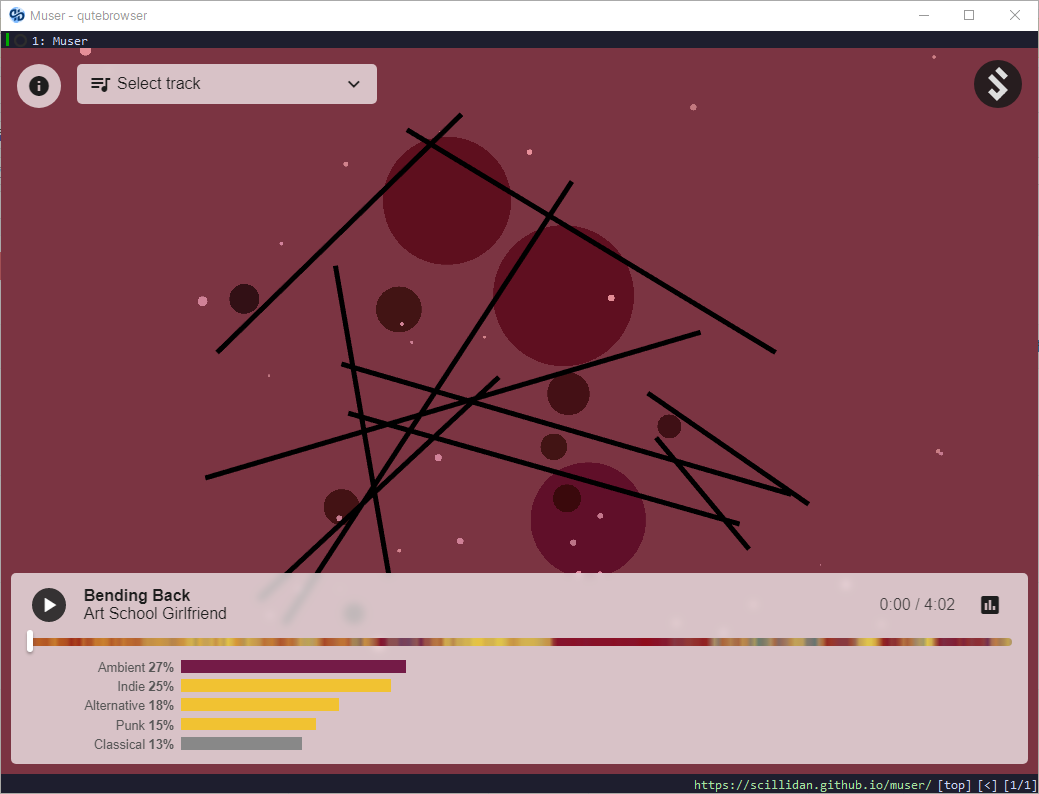 Muser - qutebrowser
1: Muser
Select track
Bending Back
Art School Girlfriend
0:00 / 4:02
Ambient 27%
Indie 25%
Alternative 18%
Punk 15%
Classical 13%
https://scillidan.github.io/muser/ [top] [<] [1/1]